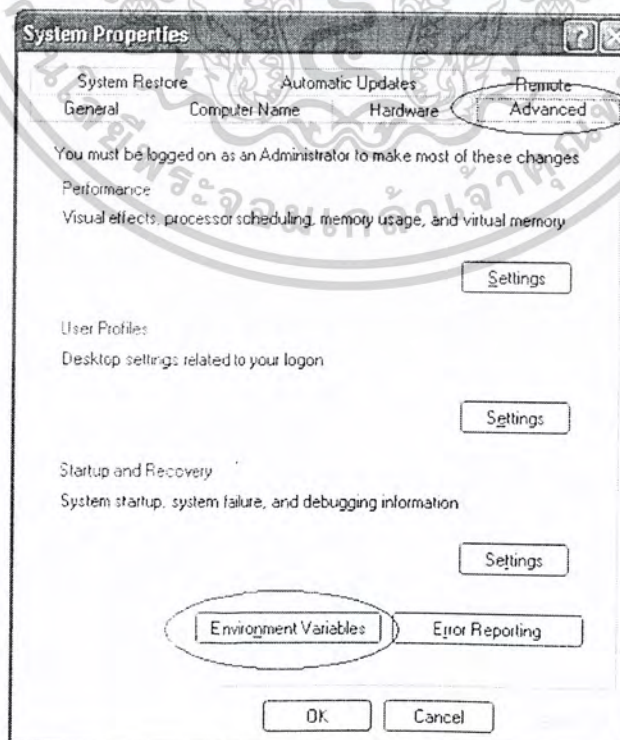 System Properties
System Restore Automatic Updates Remote
General Computer Name Hardware Advanced
You must be logged on as an Administrator to make most of these changes
Performance
Visual effects, processor scheduling, memory usage, and virtual memory
Settings
User Profiles
Desktop settings related to your logon
Settings
Startup and Recovery
System startup, system failure, and debugging information
Settings
Environment Variables Error Reporting
OK Cancel